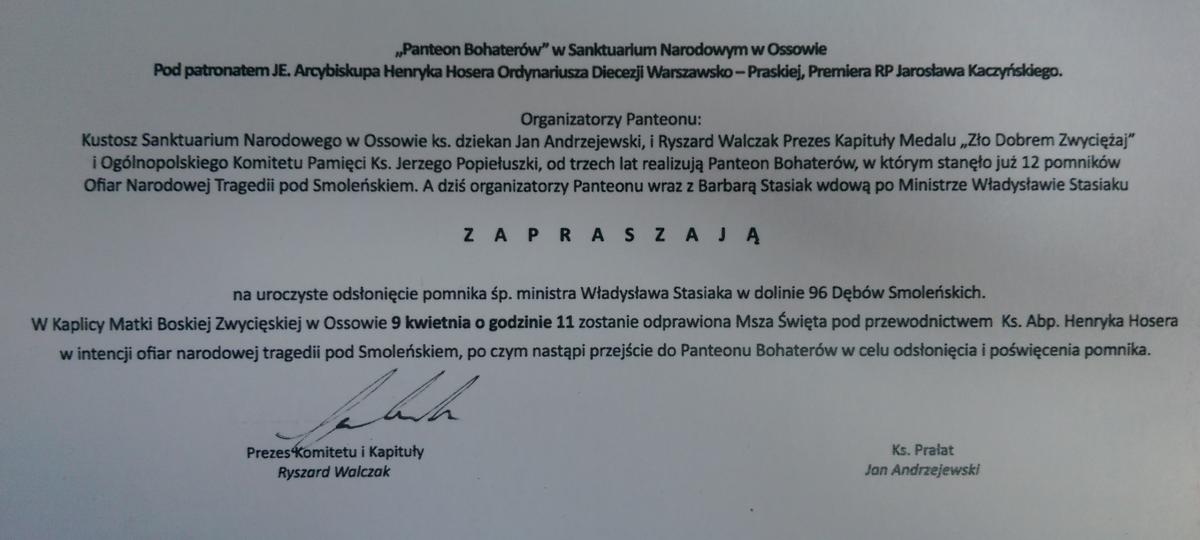 „Panteon Bohaterów” w Sanktuarium Narodowym w Ossowie
Pod patronatem JE. Arcybiskupa Henryka Hosera Ordynariusza Diecezji Warszawsko – Praskiej, Premiera RP Jarosława Kaczyńskiego.
Organizatorzy Panteonu:
Kustosz Sanktuarium Narodowego w Ossowie ks. dziekan Jan Andrzejewski, i Ryszard Walczak Prezes Kapituły Medalu „Zło Dobrem Zwyciężaj”
i Ogólnopolskiego Komitetu Pamięci Ks. Jerzego Popiełuszki, od trzech lat realizują Panteon Bohaterów, w którym stanęło już 12 pomników
Ofiar Narodowej Tragedii pod Smoleńskiem. A dziś organizatorzy Panteonu wraz z Barbarą Stasiak wdową po Ministrze Władysławie Stasiaku
Z A P R A S Z A J Ą
na uroczyste odsłonięcie pomnika śp. ministra Władysława Stasiaka w dolinie 96 Dębów Smoleńskich.
W Kaplicy Matki Boskiej Zwycięskiej w Ossowie 9 kwietnia o godzinie 11 zostanie odprawiona Msza Święta pod przewodnictwem Ks. Abp. Henryka Hosera
w intencji ofiar narodowej tragedii pod Smoleńskiem, po czym nastąpi przejście do Panteonu Bohaterów w celu odsłonięcia i poświęcenia pomnika.
Prezes Komitetu i Kapituły
Ryszard Walczak
Ks. Prałat
Jan Andrzejewski